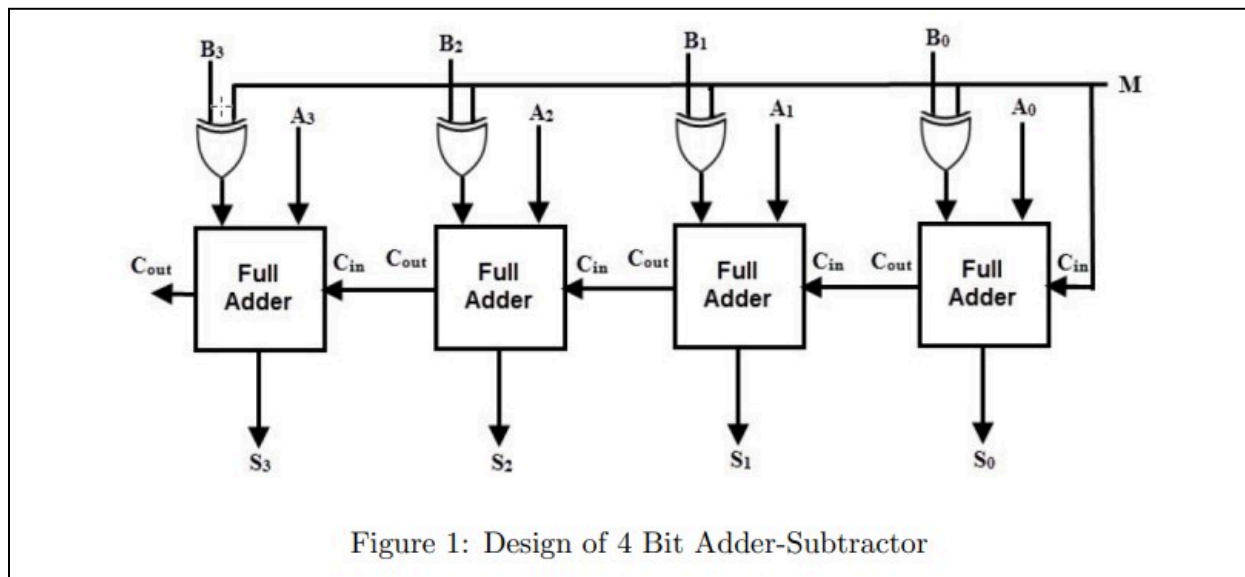 B₃
B₂
B₁
B₀
M
A₃
A₂
A₁
A₀
Cout
Full
Adder
Cin
Cout
Full
Adder
Cin
Cout
Full
Adder
Cin
Cout
Full
Adder
Cin
S₃
S₂
S₁
S₀
Figure 1: Design of 4 Bit Adder-Subtractor